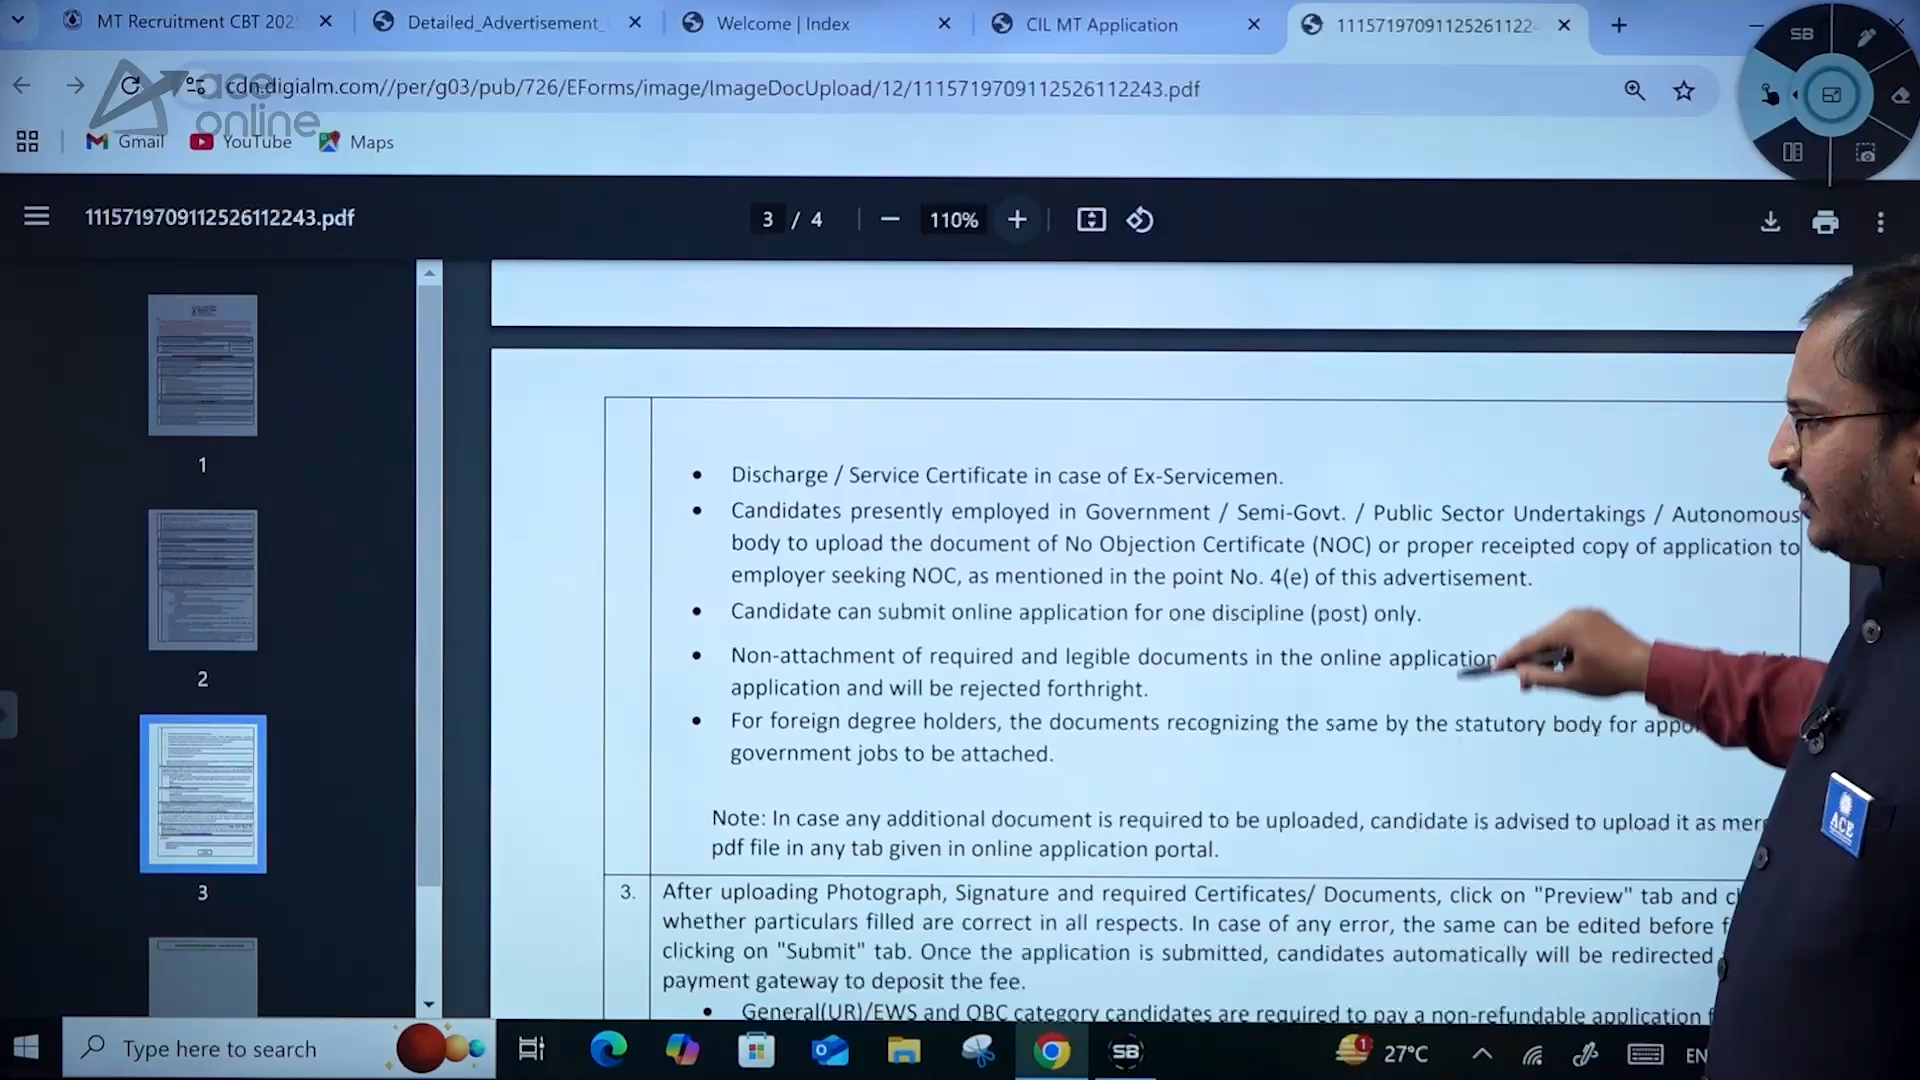 MT Recruitment CBT 202
Detailed_Advertisement_
Welcome | Index
CIL MT Application
111571970911252611224
SB
cdn.digialm.com//per/g03/pub/726/EForms/image/ImageDocUpload/12/1115719709112526112243.pdf
ace
online
Gmail
YouTube
Maps
1115719709112526112243.pdf
3 / 4
110%
1
2
3
• Discharge / Service Certificate in case of Ex-Servicemen.
• Candidates presently employed in Government / Semi-Govt. / Public Sector Undertakings / Autonomous
body to upload the document of No Objection Certificate (NOC) or proper receipted copy of application to
employer seeking NOC, as mentioned in the point No. 4(e) of this advertisement.
• Candidate can submit online application for one discipline (post) only.
• Non-attachment of required and legible documents in the online application
application and will be rejected forthright.
• For foreign degree holders, the documents recognizing the same by the statutory body for appo
government jobs to be attached.
Note: In case any additional document is required to be uploaded, candidate is advised to upload it as mer
pdf file in any tab given in online application portal.
3. After uploading Photograph, Signature and required Certificates/ Documents, click on "Preview" tab and c
whether particulars filled are correct in all respects. In case of any error, the same can be edited before f
clicking on "Submit" tab. Once the application is submitted, candidates automatically will be redirected
payment gateway to deposit the fee.
• General(UR)/EWS and OBC category candidates are required to pay a non-refundable application f
ACE
Type here to search
SB
1
27°C
EN